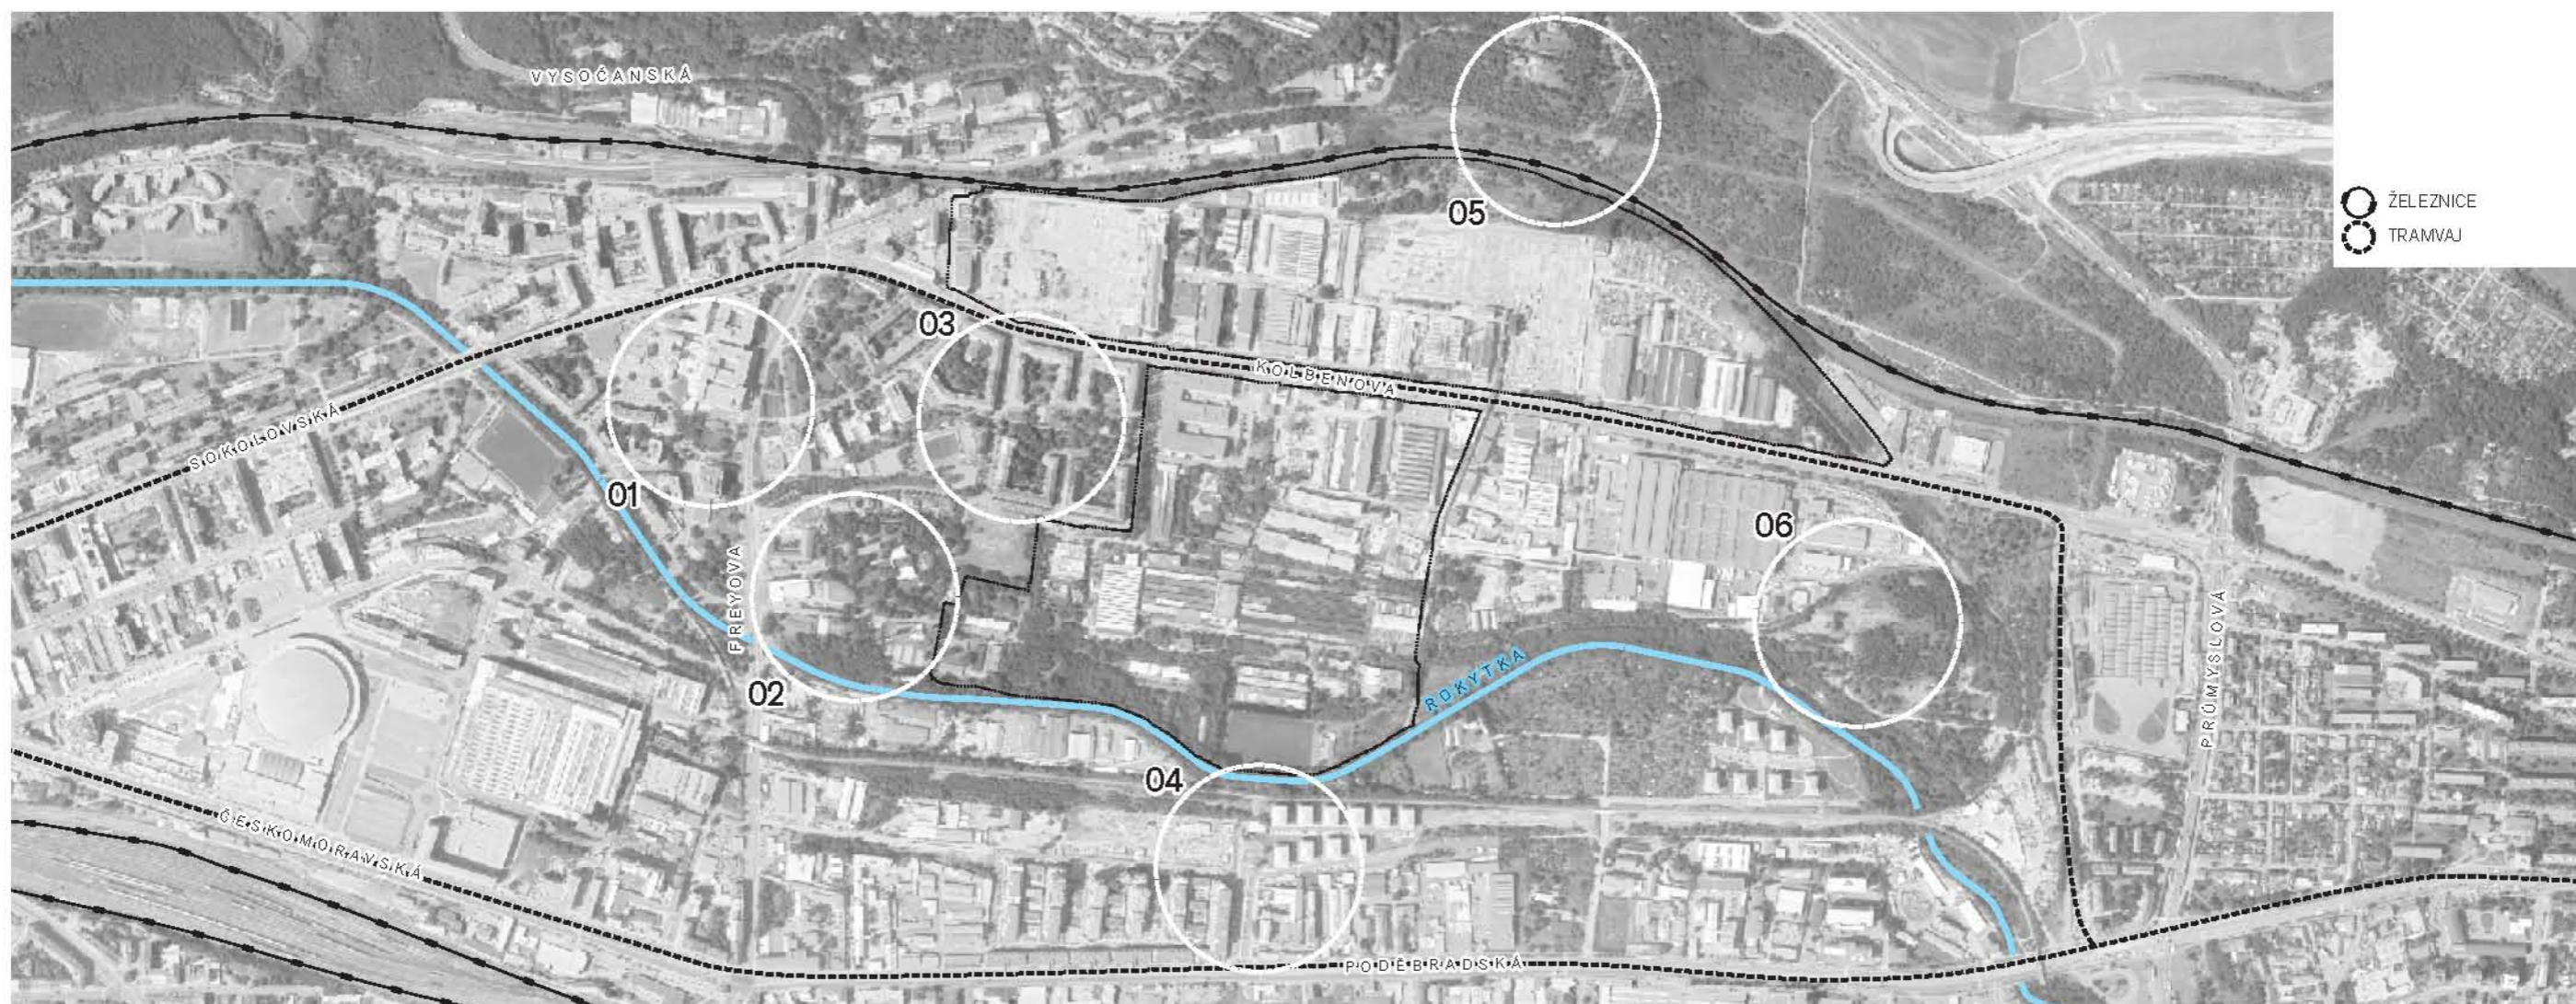 VYSOČANSKÁ
ŽELEZNICE
TRAMVAJ
05
03
KOLBENOVA
SOKOLOVSKÁ
01
06
FREYOVA
PRŮMYSLOVÁ
ROKYTKA
02
04
ČESKOMORAVSKÁ
PODĚBRADSKÁ